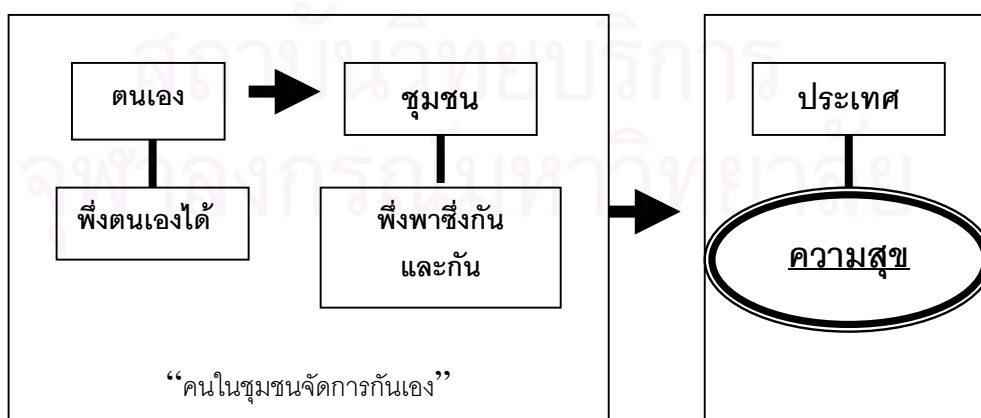 สถาบันวิทยบริการ
จุฬาลงกรณ์มหาวิทยาลัย
ตนเอง
ชุมชน
ประเทศ
พึ่งตนเองได้
พึ่งพาซึ่งกัน
และกัน
ความสุข
“คนในชุมชนจัดการกันเอง”